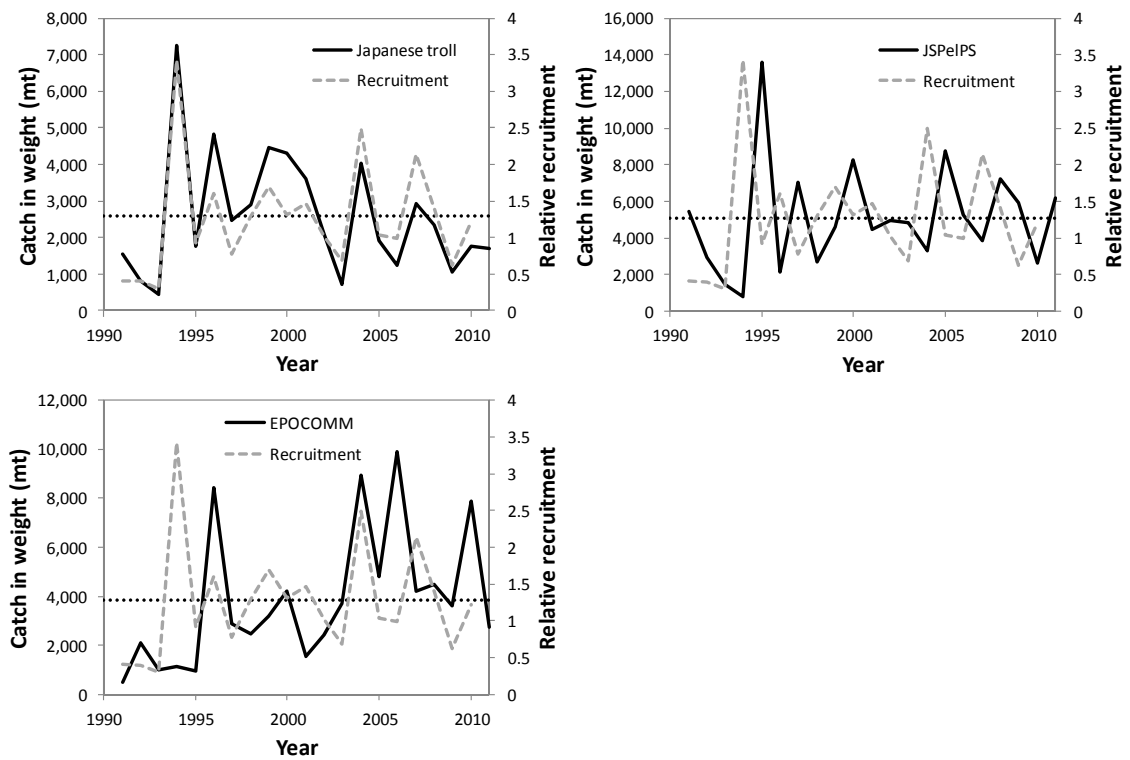 8,000
7,000
6,000
5,000
4,000
3,000
2,000
1,000
0
Catch in weight (mt)
Japanese troll
Recruitment
4
3.5
3
2.5
2
1.5
1
0.5
0
Relative recruitment
1990 1995 2000 2005 2010
Year
16,000
14,000
12,000
10,000
8,000
6,000
4,000
2,000
0
Catch in weight (mt)
JSPelPS
Recruitment
4
3.5
3
2.5
2
1.5
1
0.5
0
Relative recruitment
1990 1995 2000 2005 2010
Year
12,000
10,000
8,000
6,000
4,000
2,000
0
Catch in weight (mt)
EPOCOMM
Recruitment
4
3.5
3
2.5
2
1.5
1
0.5
0
Relative recruitment
1990 1995 2000 2005 2010
Year